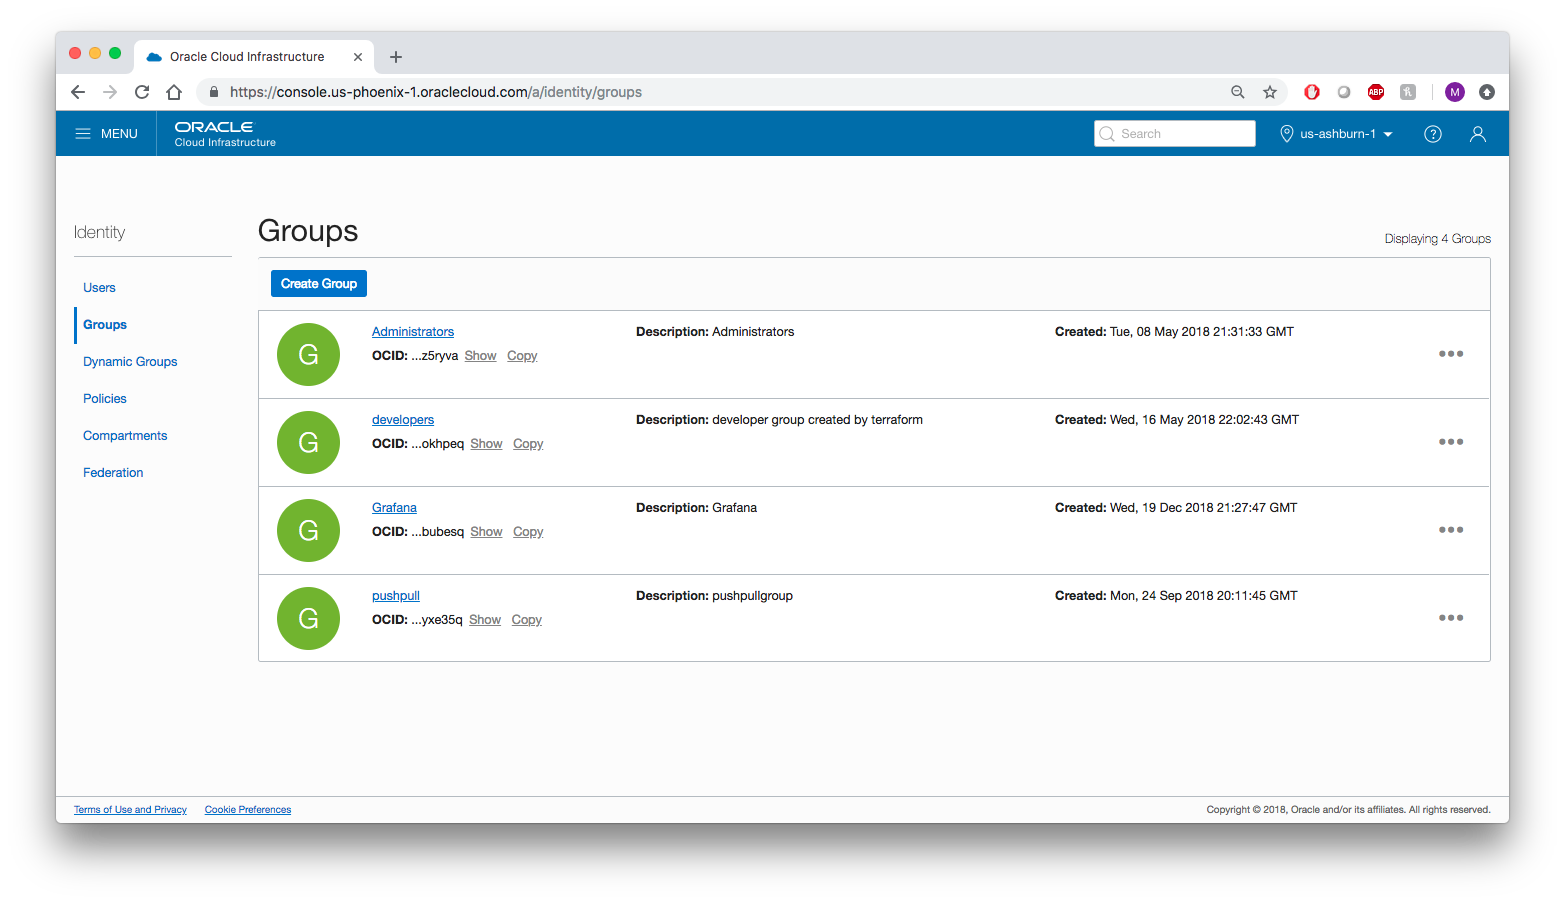 Oracle Cloud Infrastructure
https://console.us-phoenix-1.oraclecloud.com/a/identity/groups
ABP
M
MENU
ORACLE
Cloud Infrastructure
Search
us-ashburn-1
?
Identity
Users
Groups
Dynamic Groups
Policies
Compartments
Federation
Groups
Displaying 4 Groups
Create Group
G
Administrators
OCID: ...z5ryva Show Copy
Description: Administrators
Created: Tue, 08 May 2018 21:31:33 GMT
G
developers
OCID: ...okhpeq Show Copy
Description: developer group created by terraform
Created: Wed, 16 May 2018 22:02:43 GMT
G
Grafana
OCID: ...bubesq Show Copy
Description: Grafana
Created: Wed, 19 Dec 2018 21:27:47 GMT
G
pushpull
OCID: ...yxe35q Show Copy
Description: pushpullgroup
Created: Mon, 24 Sep 2018 20:11:45 GMT
Terms of Use and Privacy Cookie Preferences
Copyright © 2018, Oracle and/or its affiliates. All rights reserved.